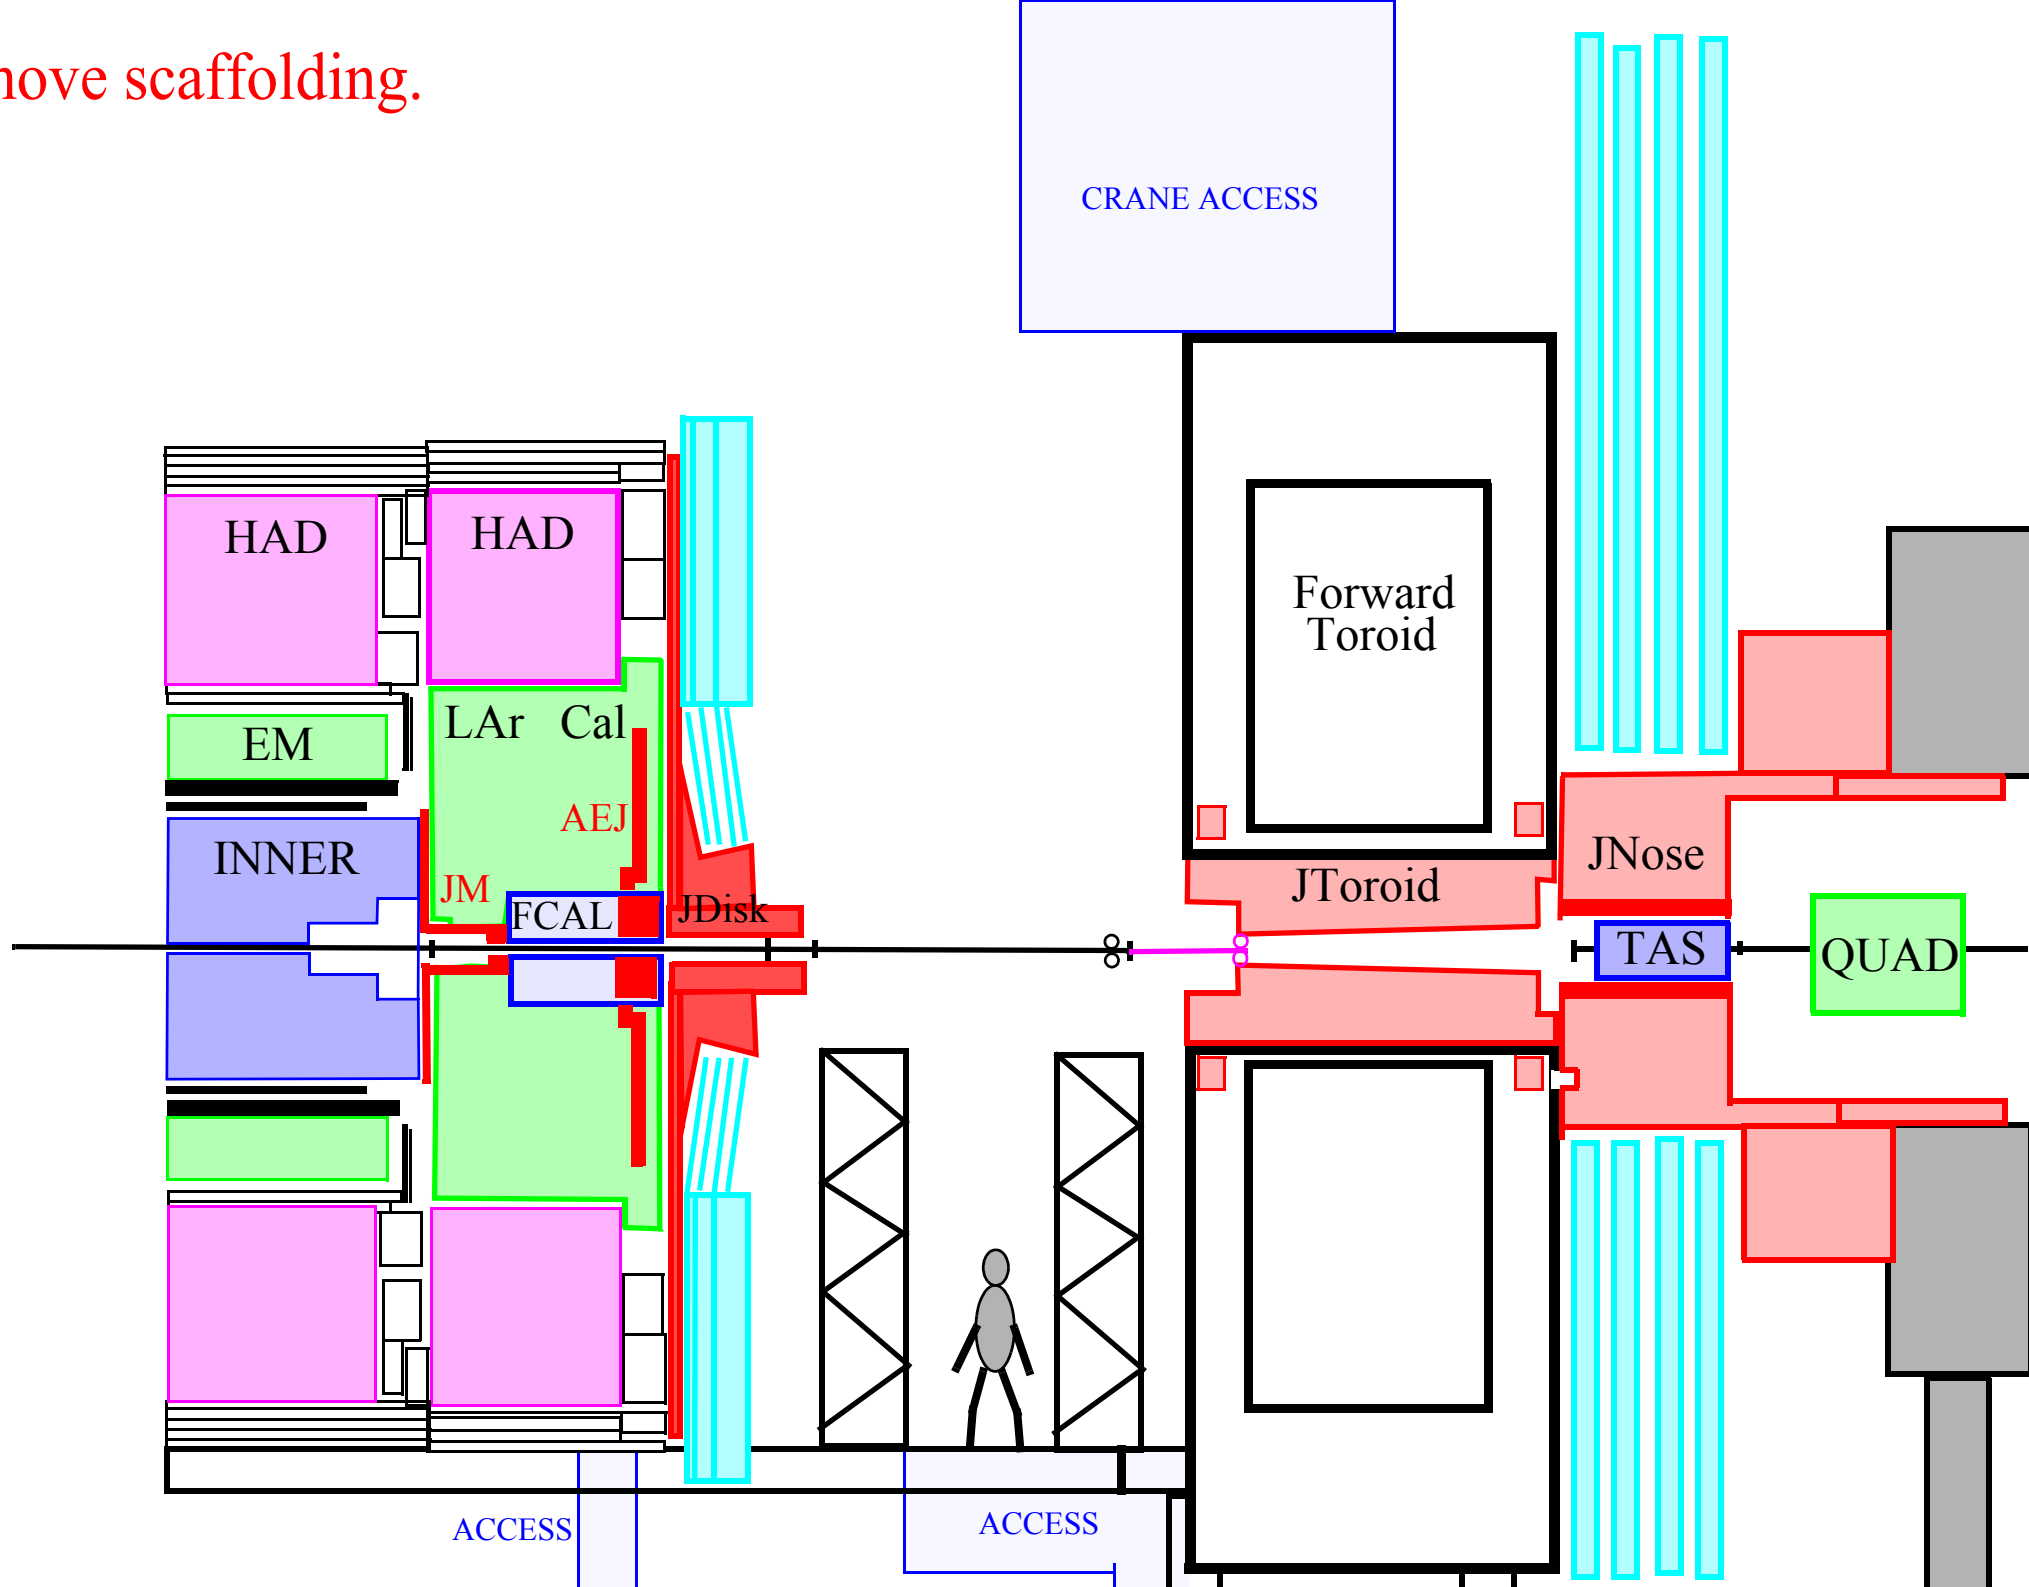 scaffolding.
CRANE ACCESS
HAD
HAD
Forward
Toroid
LAr Cal
EM
AEJ
INNER
JM
FCAL
JDisk
JToroid
JNose
TAS
QUAD
ACCESS
ACCESS